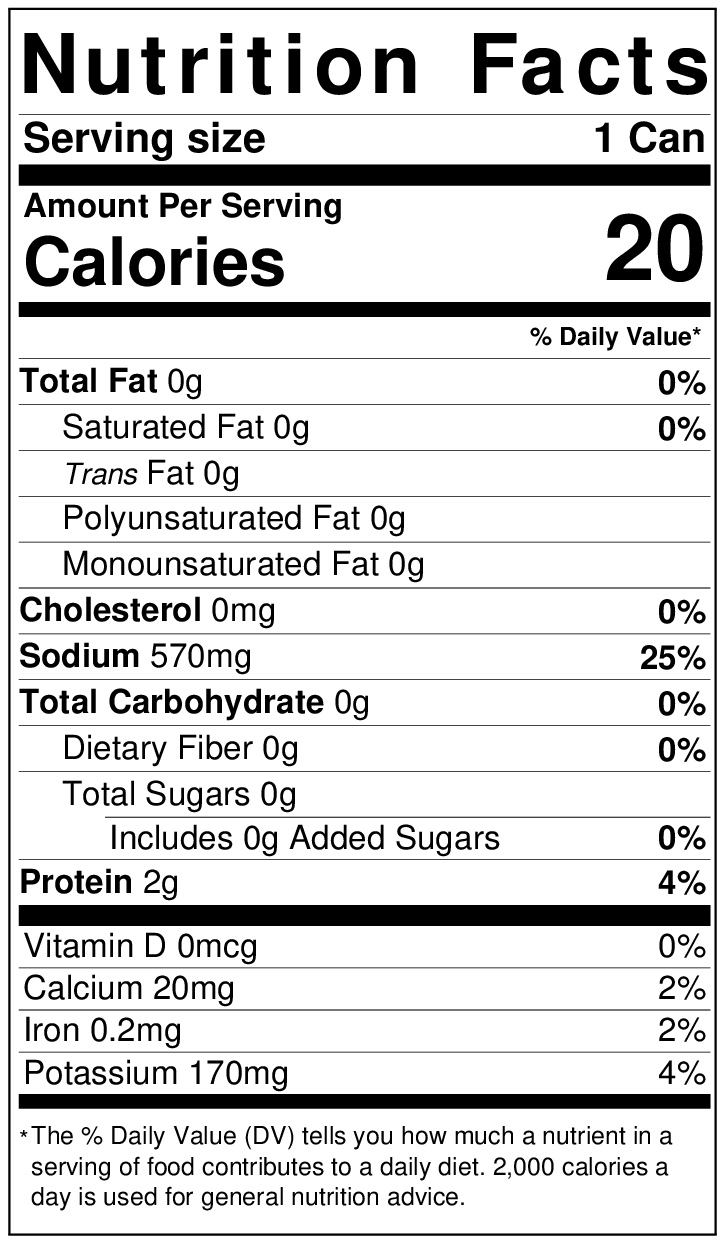 Nutrition Facts
Serving size 1 Can
Amount Per Serving
Calories 20
% Daily Value*
Total Fat 0g 0%
Saturated Fat 0g 0%
Trans Fat 0g
Polyunsaturated Fat 0g
Monounsaturated Fat 0g
Cholesterol 0mg 0%
Sodium 570mg 25%
Total Carbohydrate 0g 0%
Dietary Fiber 0g 0%
Total Sugars 0g
Includes 0g Added Sugars 0%
Protein 2g 4%
Vitamin D 0mcg 0%
Calcium 20mg 2%
Iron 0.2mg 2%
Potassium 170mg 4%
*The % Daily Value (DV) tells you how much a nutrient in a
serving of food contributes to a daily diet. 2,000 calories a
day is used for general nutrition advice.